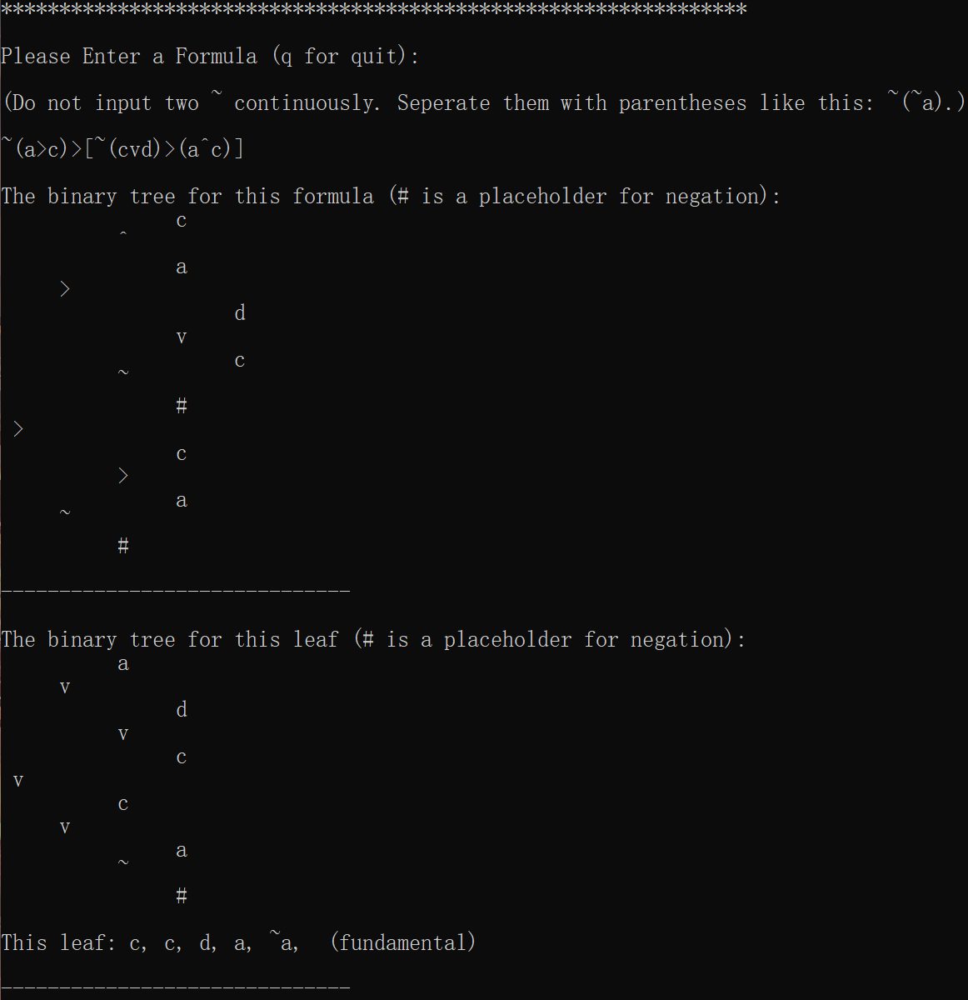 ****************************************************************
Please Enter a Formula (q for quit):
(Do not input two ~ continuously. Seperate them with parentheses like this: ~(~a).)
~(a>c)>[~(cvd)>(a^c)]
The binary tree for this formula (# is a placeholder for negation):
c
^
a
>
d
v
c
~
#
>
c
>
a
~
#
------------------------------
The binary tree for this leaf (# is a placeholder for negation):
a
v
d
v
c
v
c
v
a
~
#
This leaf: c, c, d, a, ~a,  (fundamental)
------------------------------